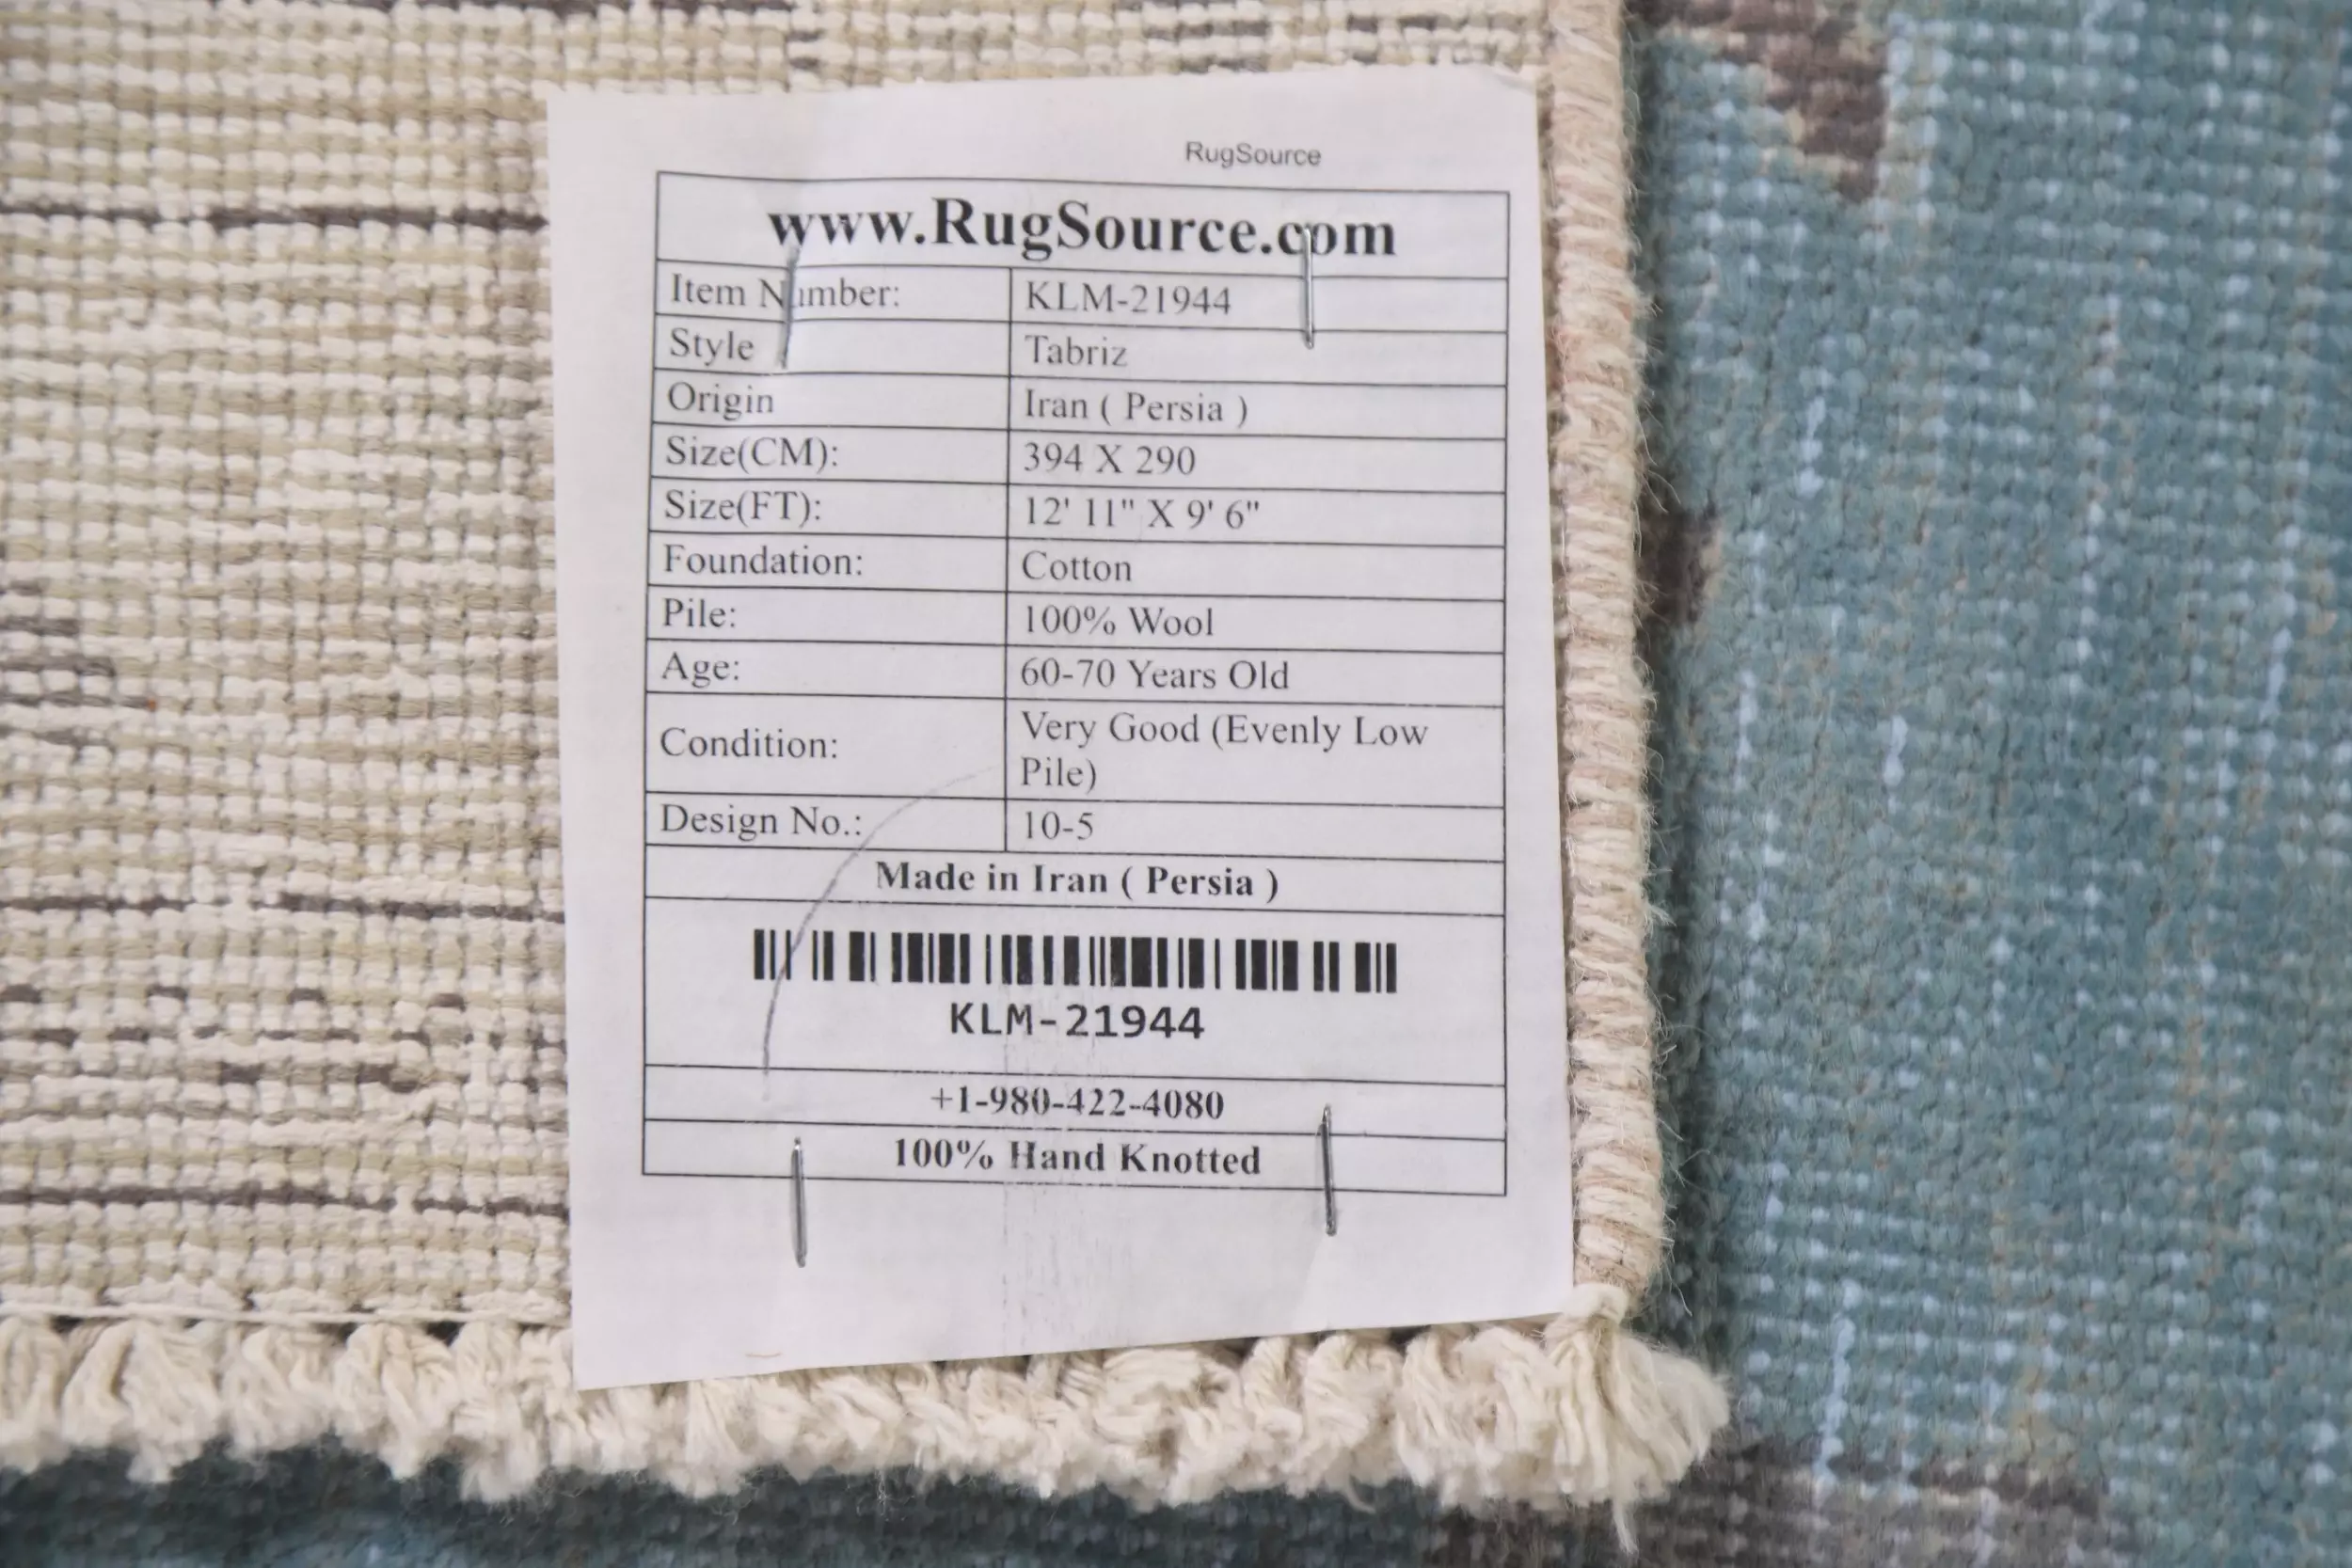 RugSource
www.RugSource.com
Item Number: KLM-21944
Style Tabriz
Origin Iran ( Persia )
Size(CM): 394 X 290
Size(FT): 12' 11" X 9' 6"
Foundation: Cotton
Pile: 100% Wool
Age: 60-70 Years Old
Condition: Very Good (Evenly Low
Pile)
Design No.: 10-5
Made in Iran ( Persia )
KLM-21944
+1-980-422-4080
100% Hand Knotted